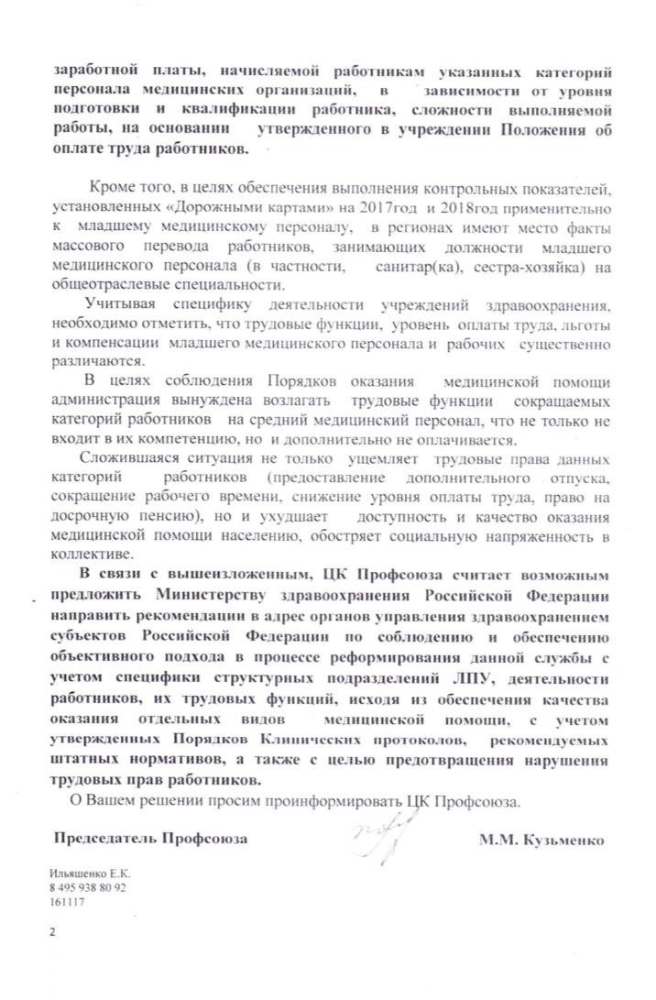 заработной платы, начисляемой работникам указанных категорий
персонала медицинских организаций, в зависимости от уровня
подготовки и квалификации работника, сложности выполняемой
работы, на основании утвержденного в учреждении Положения об
оплате труда работников.
Кроме того, в целях обеспечения выполнения контрольных показателей,
установленных «Дорожными картами» на 2017год и 2018год применительно
к младшему медицинскому персоналу, в регионах имеют место факты
массового перевода работников, занимающих должности младшего
медицинского персонала (в частности, санитар(ка), сестра-хозяйка) на
общеотраслевые специальности.
Учитывая специфику деятельности учреждений здравоохранения,
необходимо отметить, что трудовые функции, уровень оплаты труда, льготы
и компенсации младшего медицинского персонала и рабочих существенно
различаются.
В целях соблюдения Порядков оказания медицинской помощи
администрация вынуждена возлагать трудовые функции сокращаемых
категорий работников на средний медицинский персонал, что не только не
входит в их компетенцию, но и дополнительно не оплачивается.
Сложившаяся ситуация не только ущемляет трудовые права данных
категорий работников (предоставление дополнительного отпуска,
сокращение рабочего времени, снижение уровня оплаты труда, право на
досрочную пенсию), но и ухудшает доступность и качество оказания
медицинской помощи населению, обостряет социальную напряженность в
коллективе.
В связи с вышеизложенным, ЦК Профсоюза считает возможным
предложить Министерству здравоохранения Российской Федерации
направить рекомендации в адрес органов управления здравоохранением
субъектов Российской Федерации по соблюдению и обеспечению
объективного подхода в процессе реформирования данной службы с
учетом специфики структурных подразделений ЛПУ, деятельности
работников, их трудовых функций, исходя из обеспечения качества
оказания отдельных видов медицинской помощи, с учетом
утвержденных Порядков Клинических протоколов, рекомендуемых
штатных нормативов, а также с целью предотвращения нарушения
трудовых прав работников.
О Вашем решении просим проинформировать ЦК Профсоюза.
Председатель Профсоюза М.М. Кузьменко
Ильяшенко Е.К.
8 495 938 80 92
161117
2